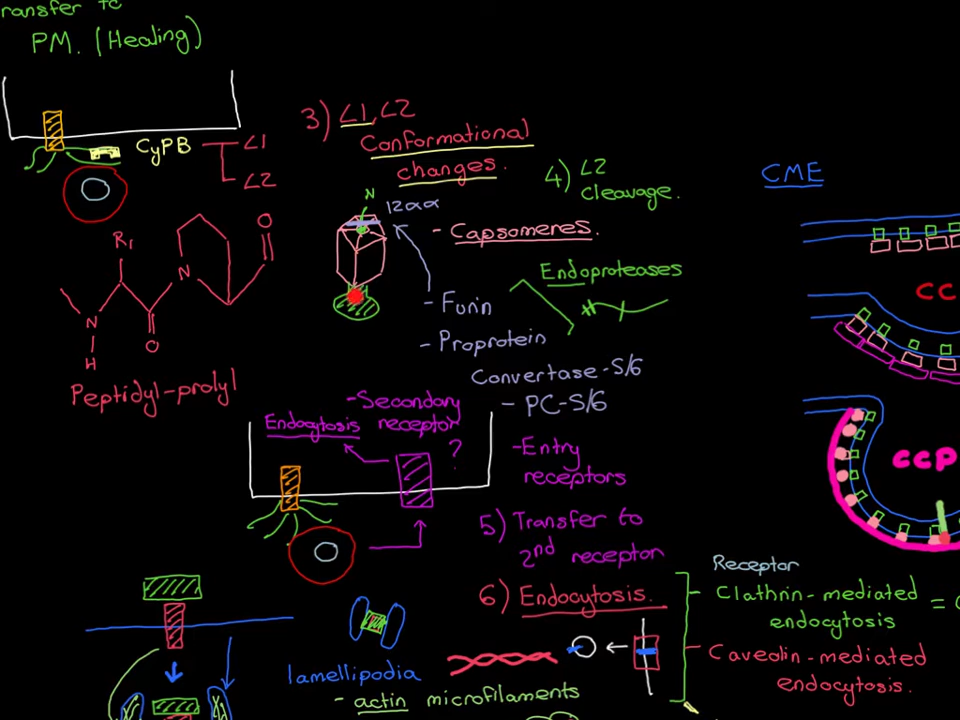 ransfer to
PM. (Healing)
CyPB
L1
L2
R1
O
N
N
H
O
Peptidyl-prolyl
3) L1, L2
Conformational
changes.
N
12aa
- Capsomeres.
- Furin
- Proprotein
Convertase-5/6
- PC-5/6
4) L2
Cleavage.
Endoproteases
CME
CC
CCP
-Secondary
receptor
Endocytosis
?
-Entry
receptors
5) Transfer to
2nd receptor
6) Endocytosis.
Receptor
Clathrin-mediated
endocytosis
=
Caveolin-mediated
endocytosis.
lamellipodia
- actin microfilaments